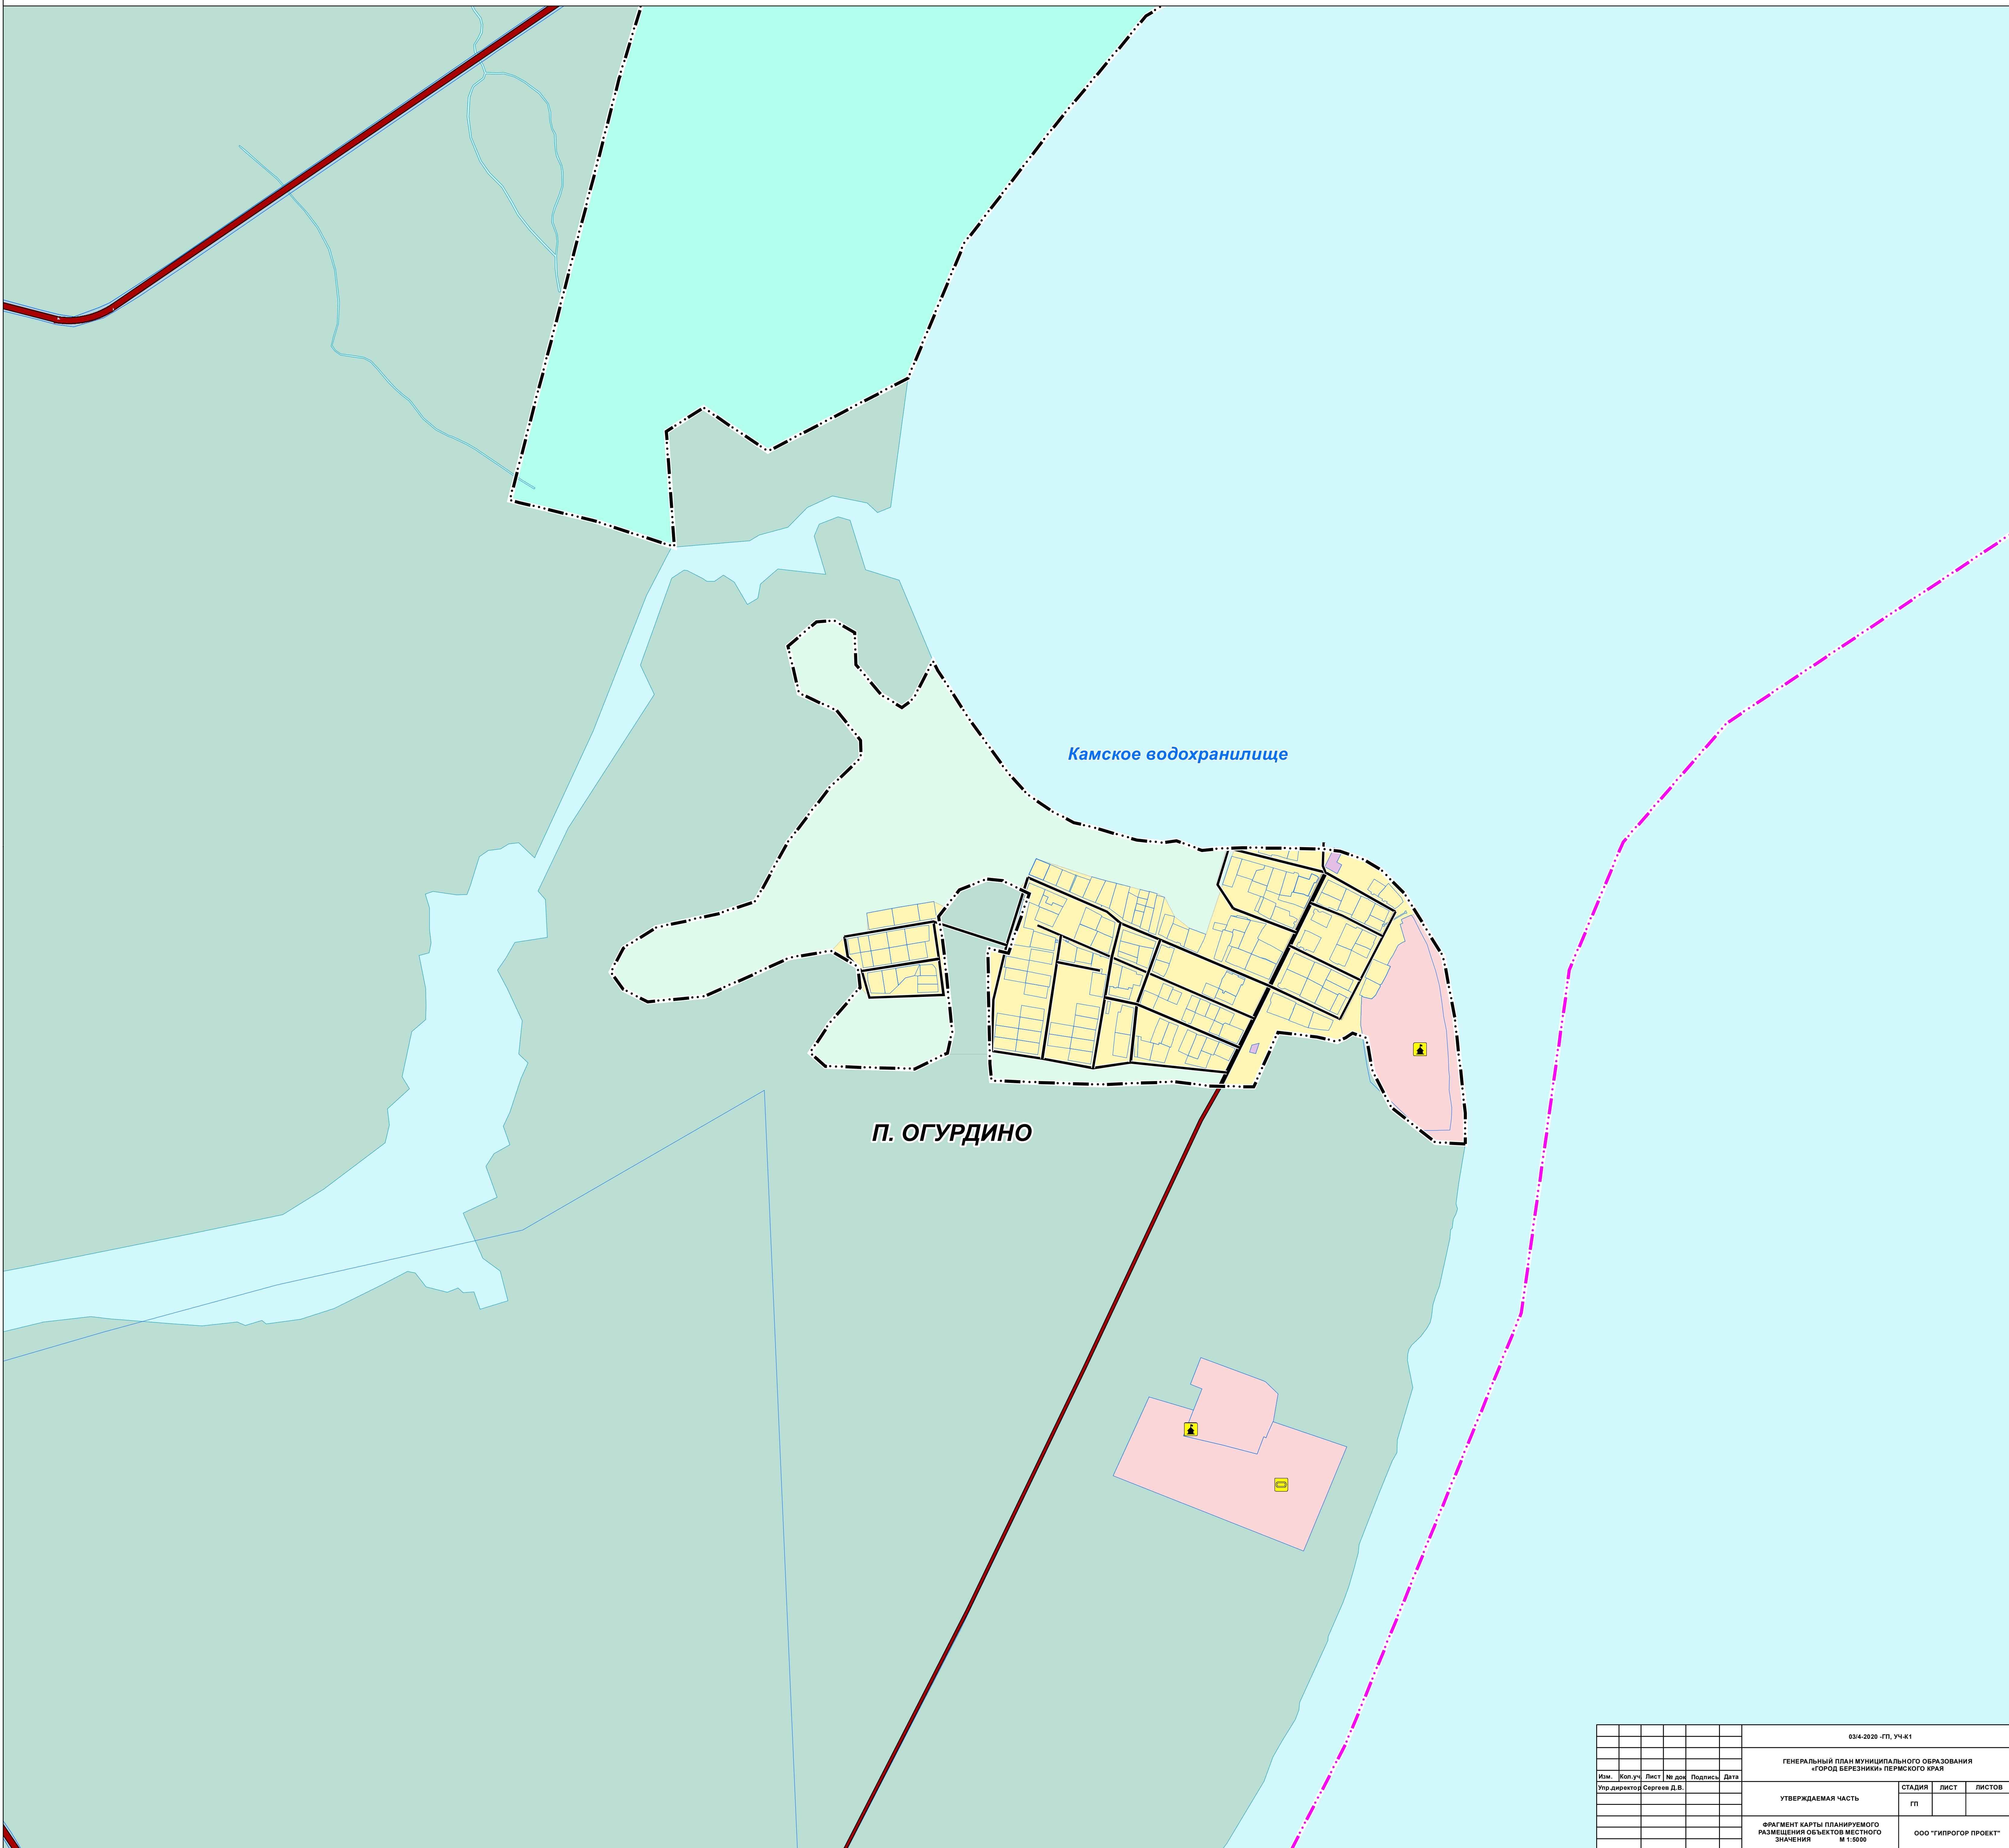 Камское водохранилище
П. ОГУРДИНО
03/4-2020 -ГП, УЧ-К1
ГЕНЕРАЛЬНЫЙ ПЛАН МУНИЦИПАЛЬНОГО ОБРАЗОВАНИЯ
«ГОРОД БЕРЕЗНИКИ» ПЕРМСКОГО КРАЯ
Изм. Кол.уч Лист № док Подпись Дата
Упр.директор Сергеев Д.В.
УТВЕРЖДАЕМАЯ ЧАСТЬ
СТАДИЯ ЛИСТ ЛИСТОВ
ГП
ФРАГМЕНТ КАРТЫ ПЛАНИРУЕМОГО
РАЗМЕЩЕНИЯ ОБЪЕКТОВ МЕСТНОГО
ЗНАЧЕНИЯ М 1:5000
ООО "ГИПРОГОР ПРОЕКТ"